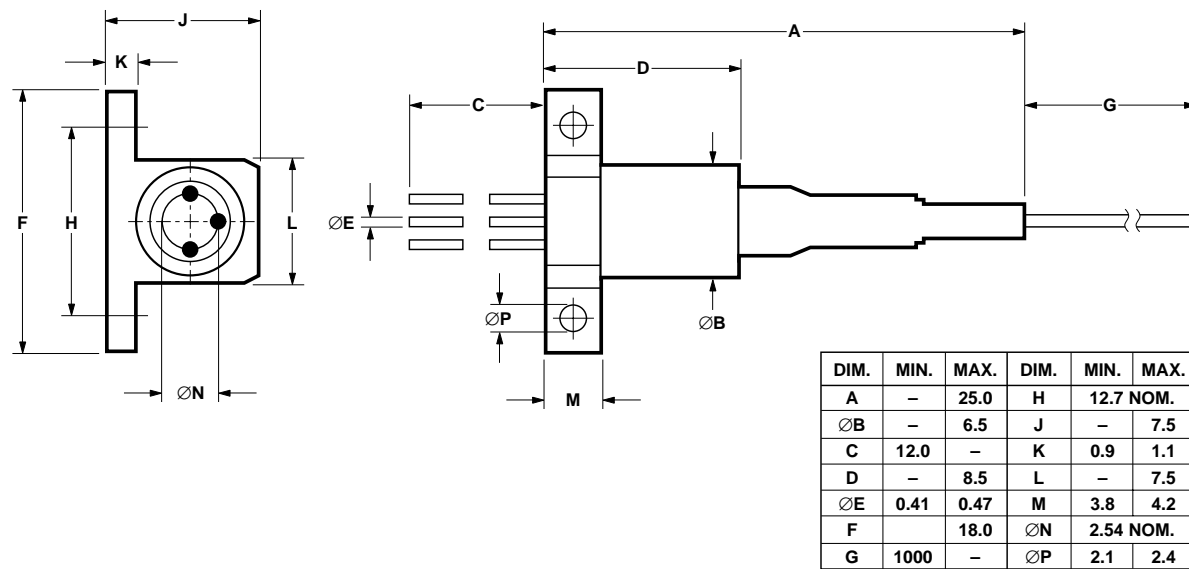 J
K
F
H
L
∅N
A
D
C
G
∅E
∅P
∅B
M
DIM. MIN. MAX. DIM. MIN. MAX.
A – 25.0 H 12.7 NOM.
∅B – 6.5 J – 7.5
C 12.0 – K 0.9 1.1
D – 8.5 L – 7.5
∅E 0.41 0.47 M 3.8 4.2
F 18.0 ∅N 2.54 NOM.
G 1000 – ∅P 2.1 2.4